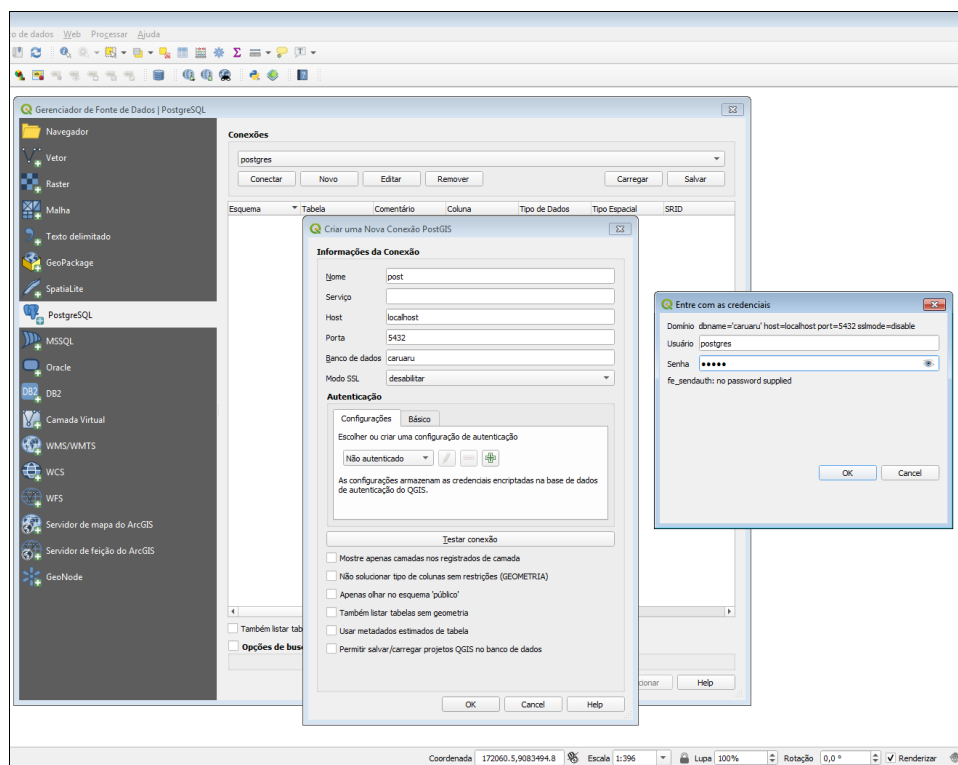 o de dados Web Processar Ajuda
Gerenciador de Fonte de Dados | PostgreSQL
Navegador
Vetor
Raster
Malha
Texto delimitado
GeoPackage
SpatiaLite
PostgreSQL
MSSQL
Oracle
DB2 DB2
Camada Virtual
WMS/WMTS
WCS
WFS
Servidor de mapa do ArcGIS
Servidor de feição do ArcGIS
GeoNode
Conexões
postgres
Conectar Novo Editar Remover Carregar Salvar
Esquema Tabela Comentário Coluna Tipo de Dados Tipo Espacial SRID
Também listar tab
Opções de bus
ionar Help
Criar uma Nova Conexão PostGIS
Informações da Conexão
Nome post
Serviço
Host localhost
Porta 5432
Banco de dados caruaru
Modo SSL desabilitar
Autenticação
Configurações Básico
Escolher ou criar uma configuração de autenticação
Não autenticado
As configurações armazenam as credenciais encriptadas na base de dados
de autenticação do QGIS.
Testar conexão
Mostre apenas camadas nos registrados de camada
Não solucionar tipo de colunas sem restrições (GEOMETRIA)
Apenas olhar no esquema 'público'
Também listar tabelas sem geometria
Usar metadados estimados de tabela
Permitir salvar/carregar projetos QGIS no banco de dados
OK Cancel Help
Entre com as credenciais
Domínio dbname='caruaru' host=localhost port=5432 sslmode=disable
Usuário postgres
Senha •••••
fe_sendauth: no password supplied
OK Cancel
Coordenada 172060.5,9083494.8 Escala 1:396 Lupa 100% Rotação 0,0 ° Renderizar